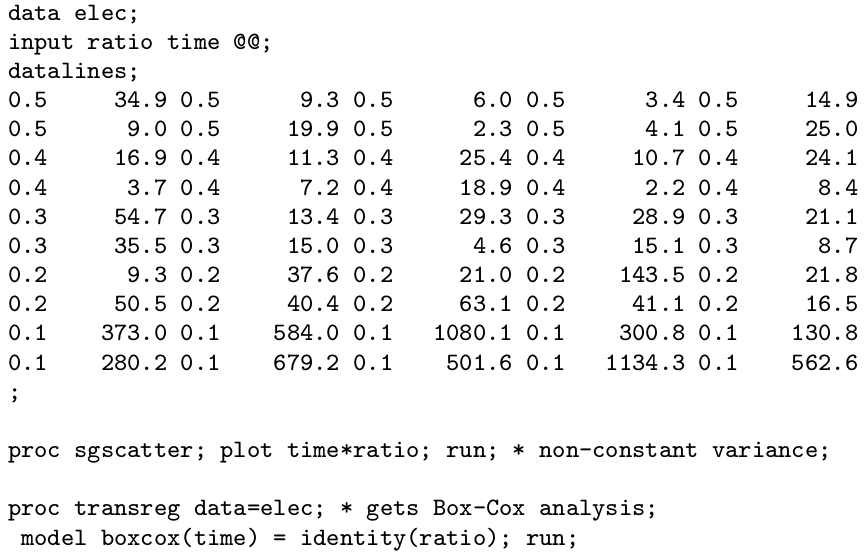 data elec;
input ratio time @@;
datalines;
0.5 34.9 0.5 9.3 0.5 6.0 0.5 3.4 0.5 14.9
0.5 9.0 0.5 19.9 0.5 2.3 0.5 4.1 0.5 25.0
0.4 16.9 0.4 11.3 0.4 25.4 0.4 10.7 0.4 24.1
0.4 3.7 0.4 7.2 0.4 18.9 0.4 2.2 0.4 8.4
0.3 54.7 0.3 13.4 0.3 29.3 0.3 28.9 0.3 21.1
0.3 35.5 0.3 15.0 0.3 4.6 0.3 15.1 0.3 8.7
0.2 9.3 0.2 37.6 0.2 21.0 0.2 143.5 0.2 21.8
0.2 50.5 0.2 40.4 0.2 63.1 0.2 41.1 0.2 16.5
0.1 373.0 0.1 584.0 0.1 1080.1 0.1 300.8 0.1 130.8
0.1 280.2 0.1 679.2 0.1 501.6 0.1 1134.3 0.1 562.6
;
proc sgscatter; plot time*ratio; run; * non-constant variance;
proc transreg data=elec; * gets Box-Cox analysis;
model boxcox(time) = identity(ratio); run;